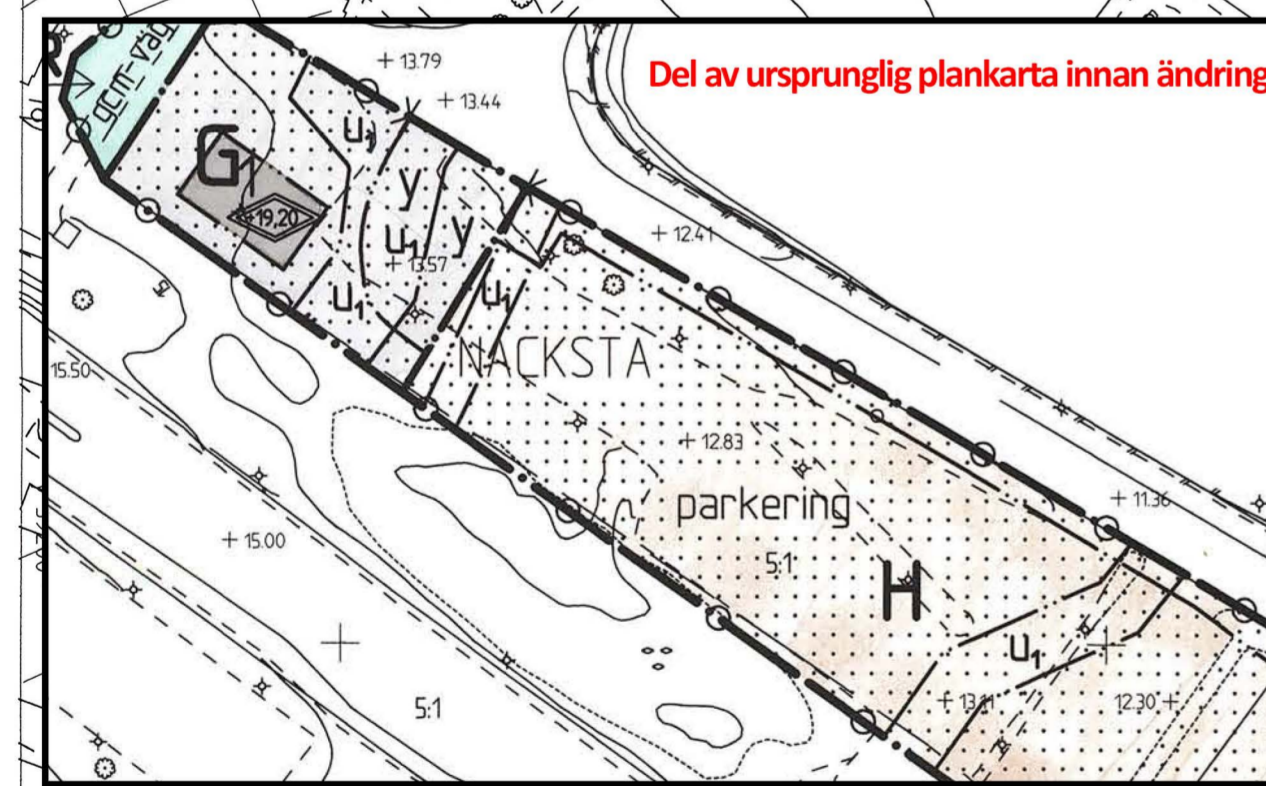 Del av ursprunglig plankarta innan ändring
gcm-väg
R
+ 13.79
+ 13.44
u₁
G₁
y
+19,20
u₁
y
+ 12.41
+ 13.57
u₁
u₁
NACKSTA
15.50
+ 12.83
parkering
+ 11.36
+ 15.00
5:1
H
u₁
5:1
+ 13.11
12.30 +